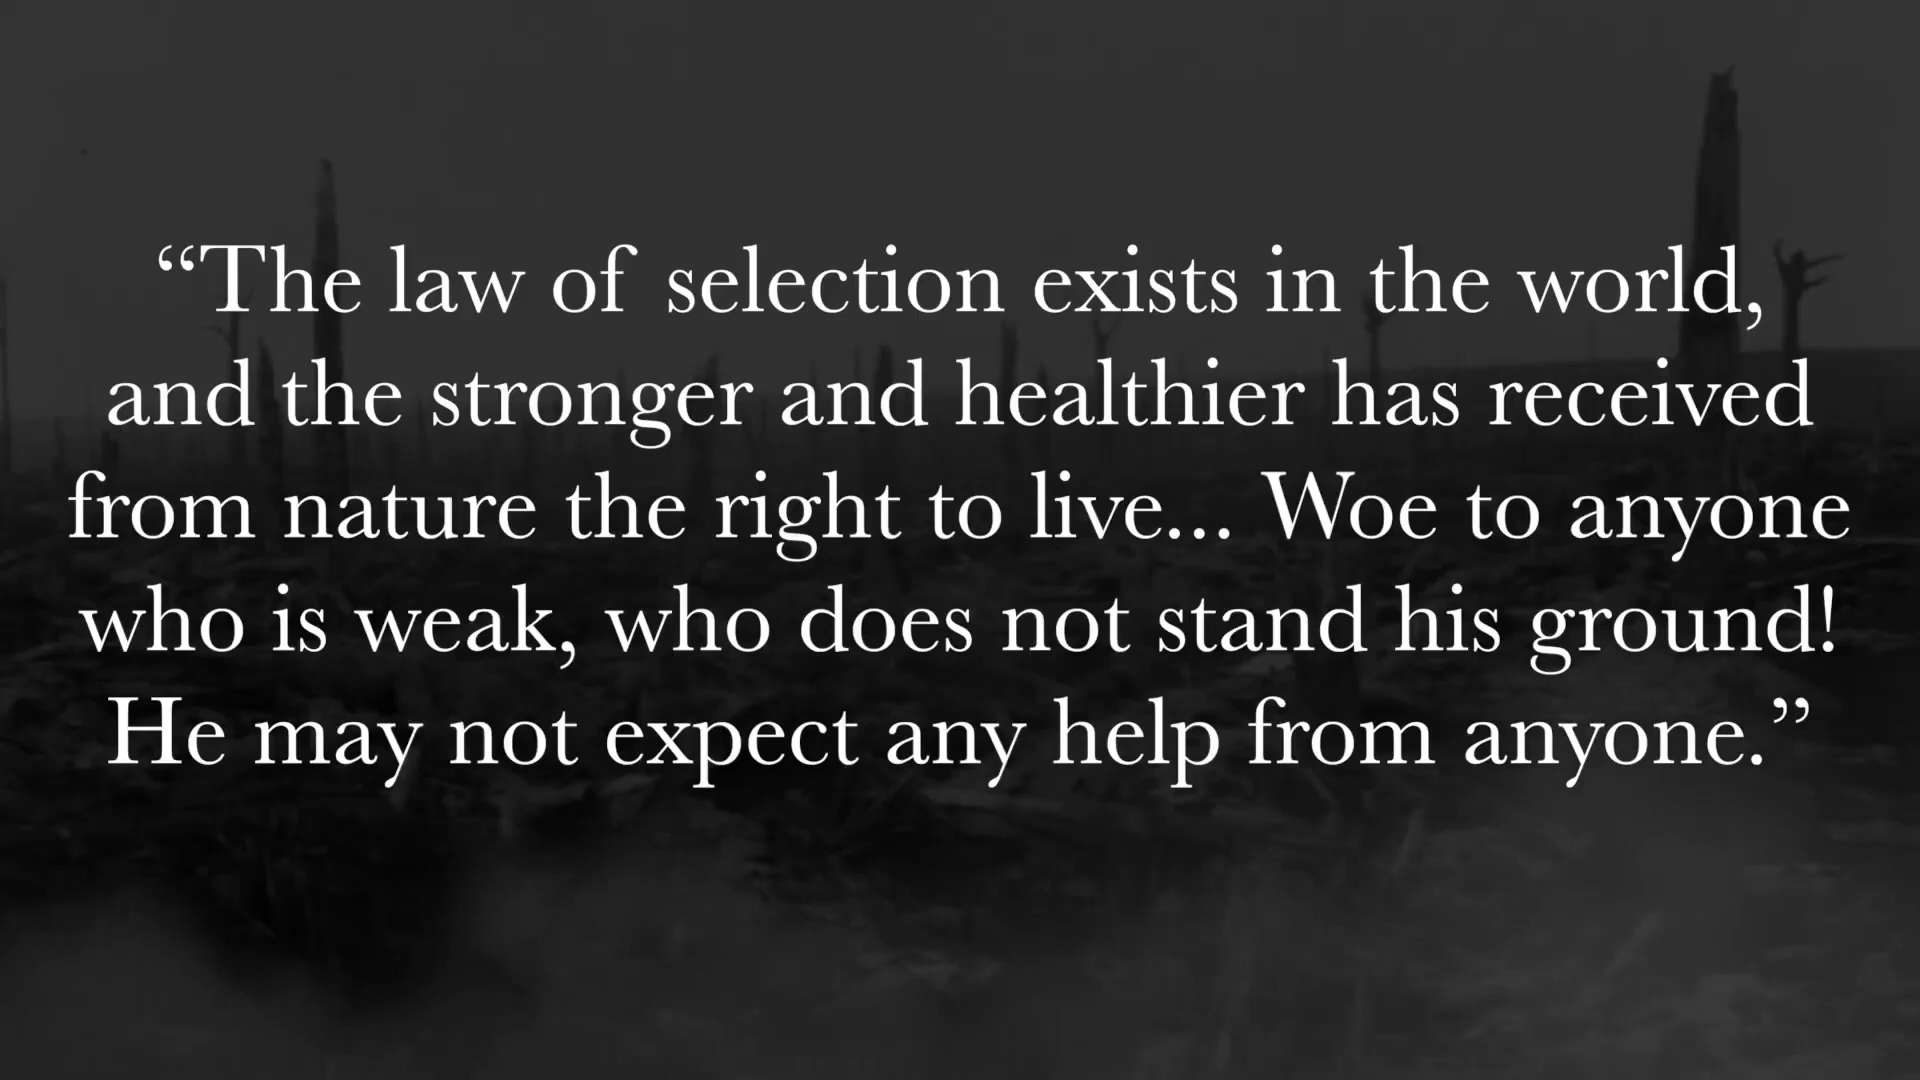 “The law of selection exists in the world,
and the stronger and healthier has received
from nature the right to live... Woe to anyone
who is weak, who does not stand his ground!
He may not expect any help from anyone.”